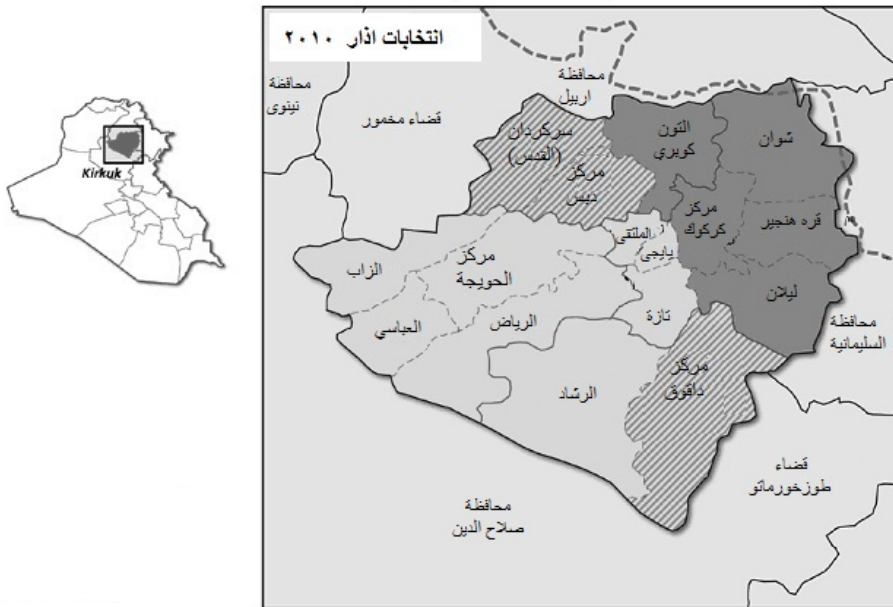 انتخابات اذار ٢٠١٠
محافظة
نينوى
قضاء مخمور
محافظة
اربيل
سركردان
(القدس)
مركز
دبس
التون
كوبري
شوان
مركز
كركوك
قره هنجير
الملتقى
يايجي
ليلان
تازة
الزاب
مركز
الحويجة
العباسي
الرياض
الرشاد
مركز
داقوق
محافظة
السليمانية
قضاء
طوزخورماتو
محافظة
صلاح الدين
Kirkuk